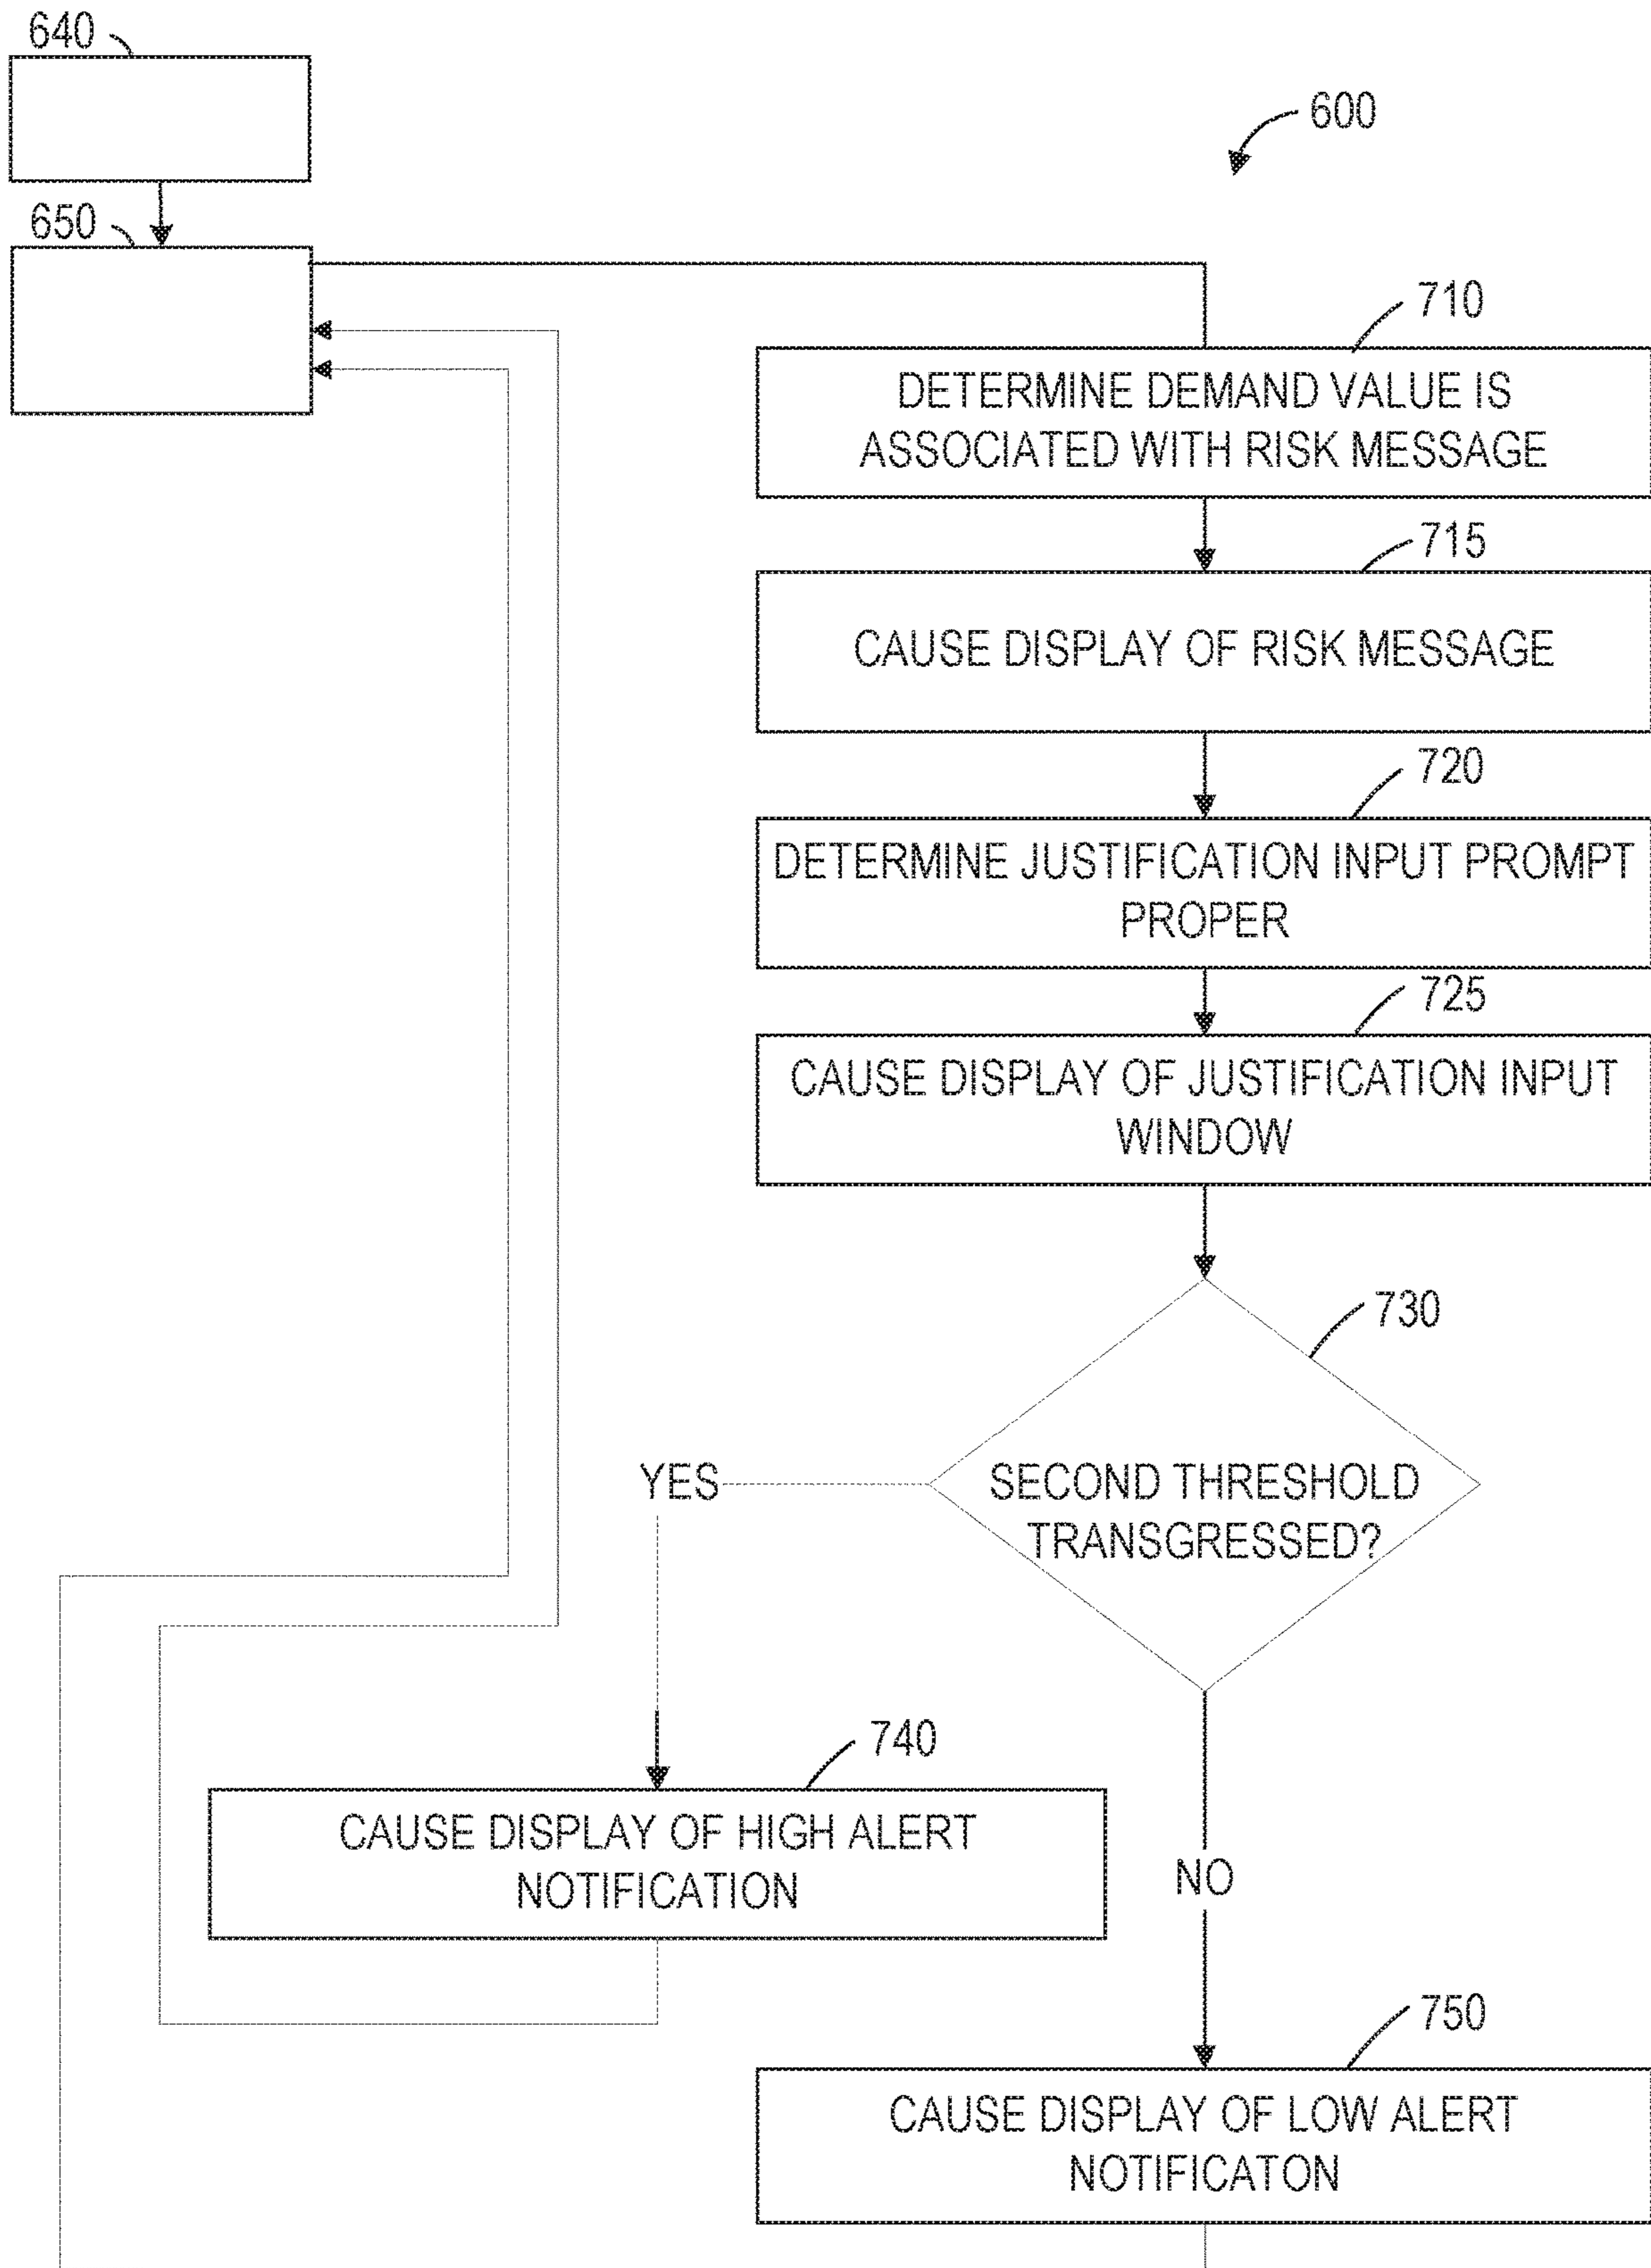 640
600
650
710
DETERMINE DEMAND VALUE IS
ASSOCIATED WITH RISK MESSAGE
715
CAUSE DISPLAY OF RISK MESSAGE
720
DETERMINE JUSTIFICATION INPUT PROMPT
PROPER
725
CAUSE DISPLAY OF JUSTIFICATION INPUT
WINDOW
730
YES
SECOND THRESHOLD
TRANSGRESSED?
740
CAUSE DISPLAY OF HIGH ALERT
NOTIFICATION
NO
750
CAUSE DISPLAY OF LOW ALERT
NOTIFICATON